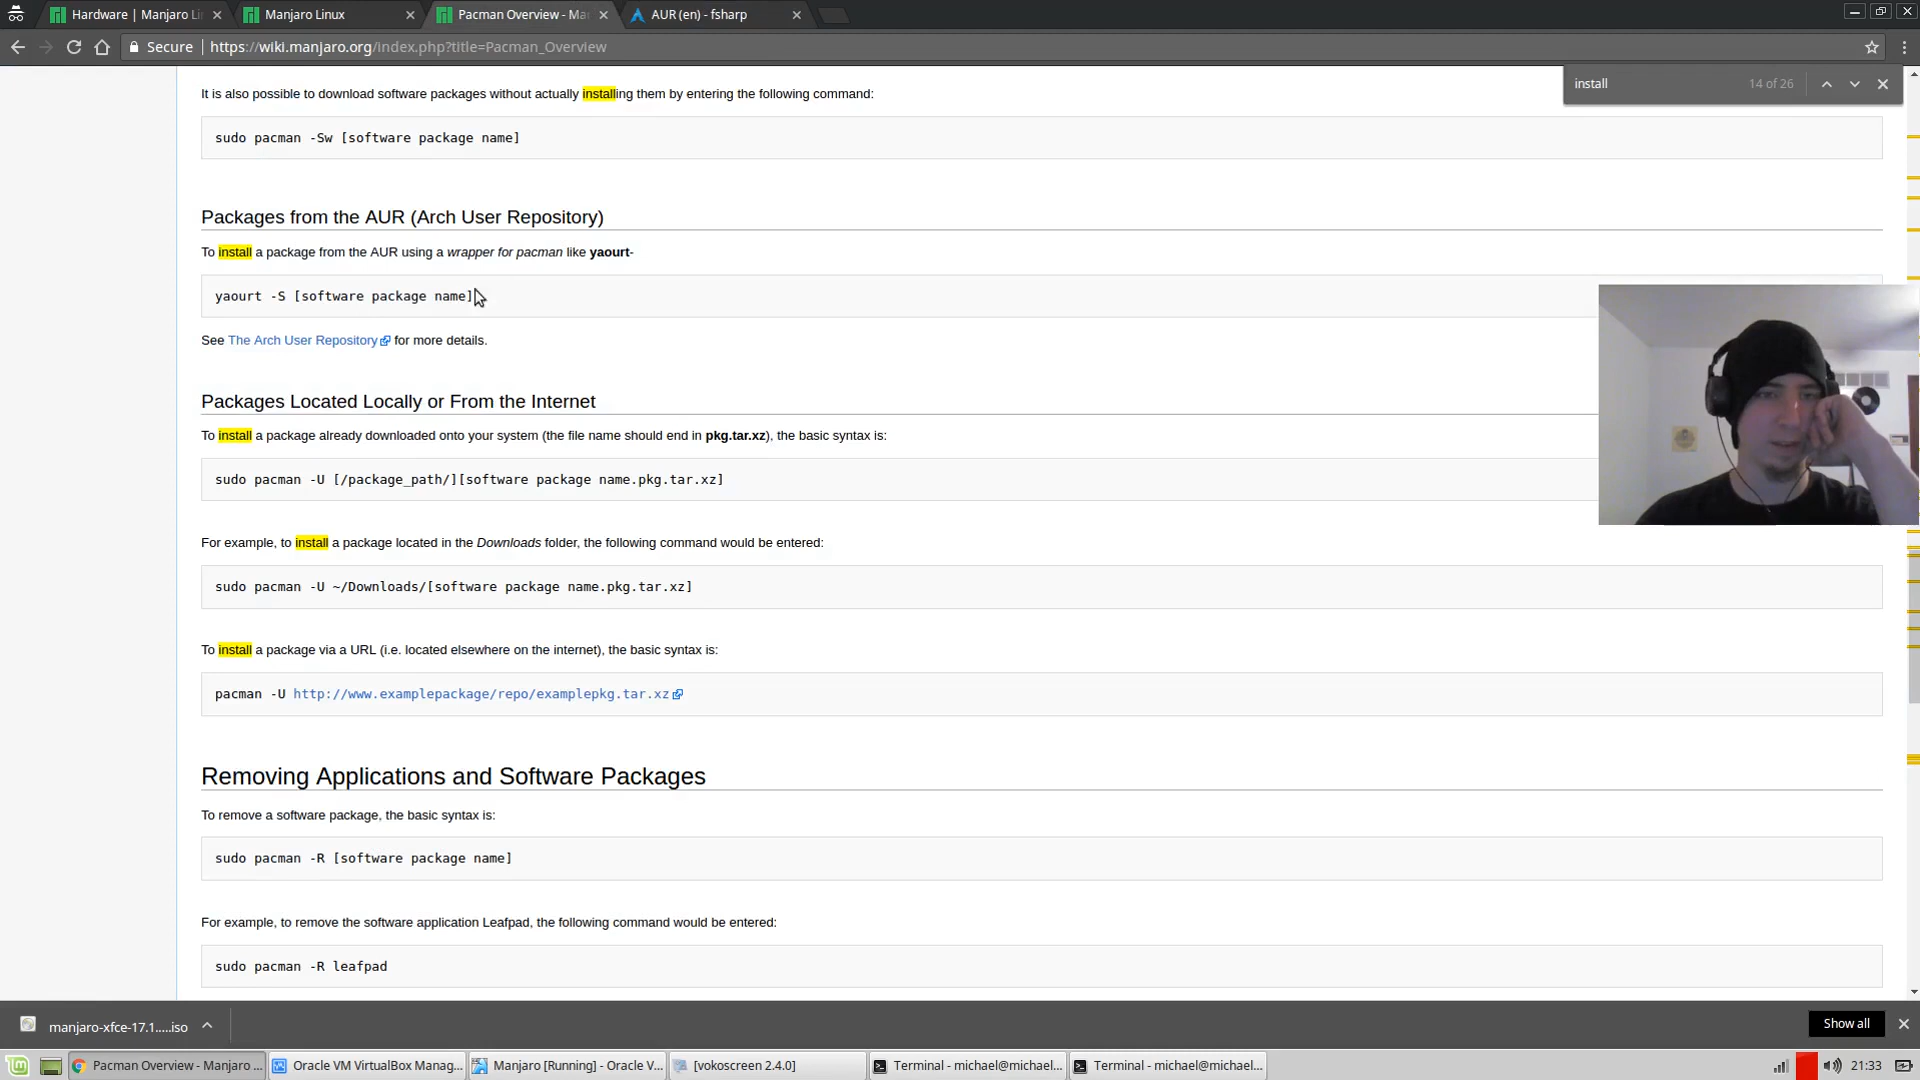 Hardware | Manjaro Li
Manjaro Linux
Pacman Overview - Ma
AUR (en) - fsharp
Secure
https://wiki.manjaro.org/index.php?title=Pacman_Overview
install
14 of 26
It is also possible to download software packages without actually installing them by entering the following command:
sudo pacman -Sw [software package name]
Packages from the AUR (Arch User Repository)
To install a package from the AUR using a wrapper for pacman like yaourt-
yaourt -S [software package name]
See The Arch User Repository for more details.
Packages Located Locally or From the Internet
To install a package already downloaded onto your system (the file name should end in pkg.tar.xz), the basic syntax is:
sudo pacman -U [/package_path/][software package name.pkg.tar.xz]
For example, to install a package located in the Downloads folder, the following command would be entered:
sudo pacman -U ~/Downloads/[software package name.pkg.tar.xz]
To install a package via a URL (i.e. located elsewhere on the internet), the basic syntax is:
pacman -U http://www.examplepackage/repo/examplepkg.tar.xz
Removing Applications and Software Packages
To remove a software package, the basic syntax is:
sudo pacman -R [software package name]
For example, to remove the software application Leafpad, the following command would be entered:
sudo pacman -R leafpad
manjaro-xfce-17.1.....iso
Show all
Pacman Overview - Manjaro ...
Oracle VM VirtualBox Manag...
Manjaro [Running] - Oracle V...
[vokoscreen 2.4.0]
Terminal - michael@michael...
Terminal - michael@michael...
21:33